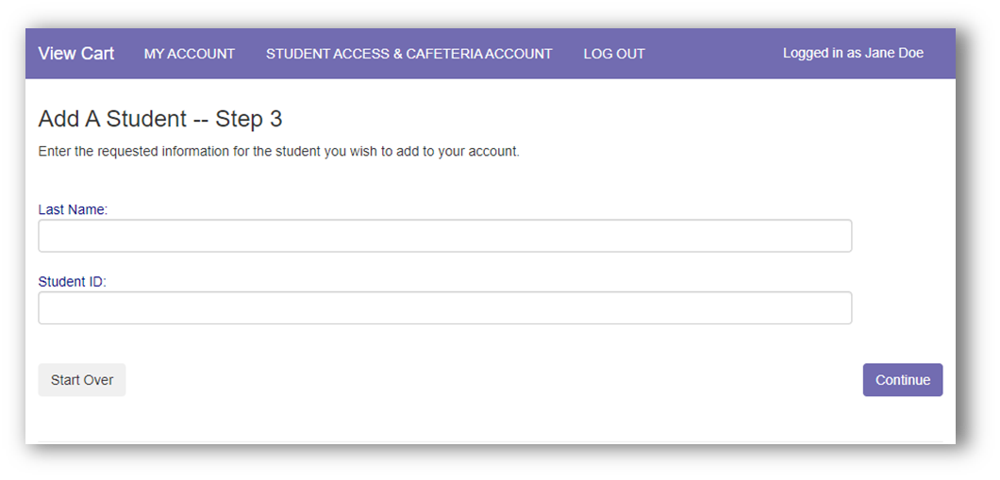 View Cart MY ACCOUNT STUDENT ACCESS & CAFETERIA ACCOUNT LOG OUT Logged in as Jane Doe
Add A Student -- Step 3
Enter the requested information for the student you wish to add to your account.
Last Name:
Student ID:
Start Over Continue